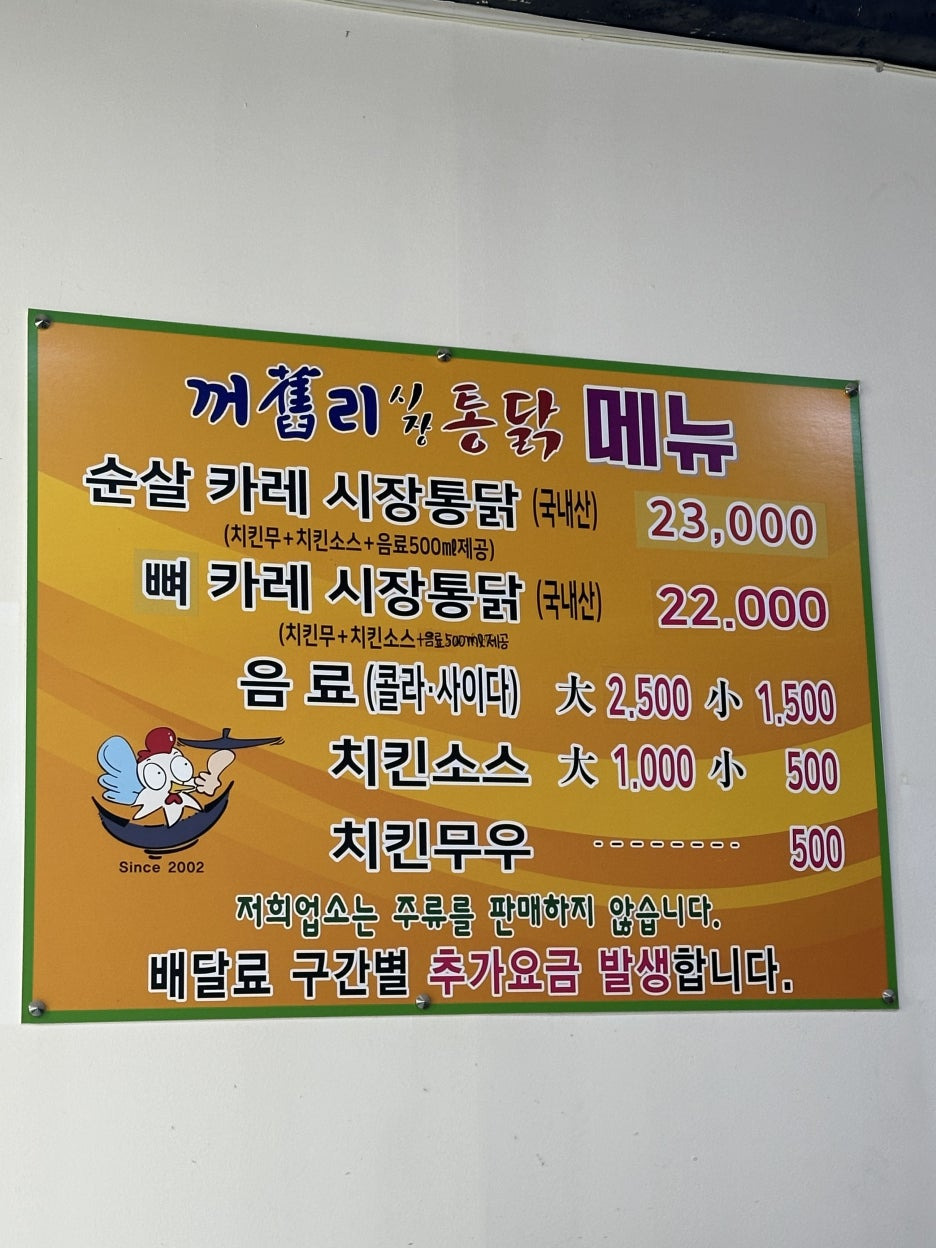 꺼舊리 시장 통닭 메뉴
순살 카레 시장통닭 (국내산) 23,000
(치킨무+치킨소스+음료500㎖제공)
뼈 카레 시장통닭 (국내산) 22.000
(치킨무+치킨소스+음료500㎖제공
음료 (콜라·사이다) 大 2,500 小 1,500
치킨소스 大 1,000 小 500
치킨무우 -------- 500
Since 2002
저희업소는 주류를 판매하지 않습니다.
배달료 구간별 추가요금 발생합니다.